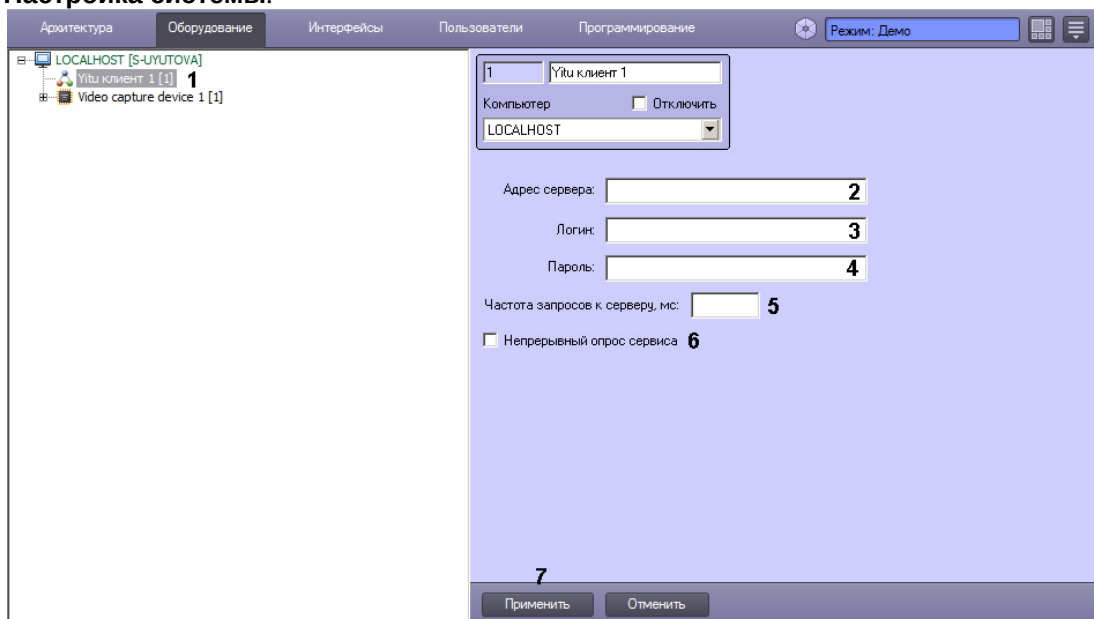 Настройка системы.
Архитектура Оборудование Интерфейсы Пользователи Программирование Режим: Демо
LOCALHOST [S-UYUTOVA]
Yitu клиент 1 [1] 1
Video capture device 1 [1]
1 Yitu клиент 1
Компьютер Отключить
LOCALHOST
Адрес сервера: 2
Логин: 3
Пароль: 4
Частота запросов к серверу, мс: 5
Непрерывный опрос сервиса 6
7
Применить Отменить